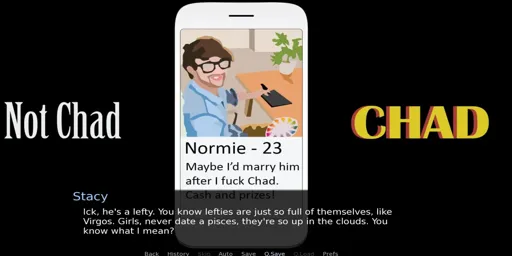 Not Chad
CHAD
Normie - 23
Maybe I'd marry him
after I fuck Chad.
Cash and prizes!
Stacy
Ick, he's a lefty. You know lefties are just so full of themselves, like
Virgos. Girls, never date a pisces, they're so up in the clouds. You
know what I mean?
Back History Skip Auto Save Q.Save Q.Load Prefs